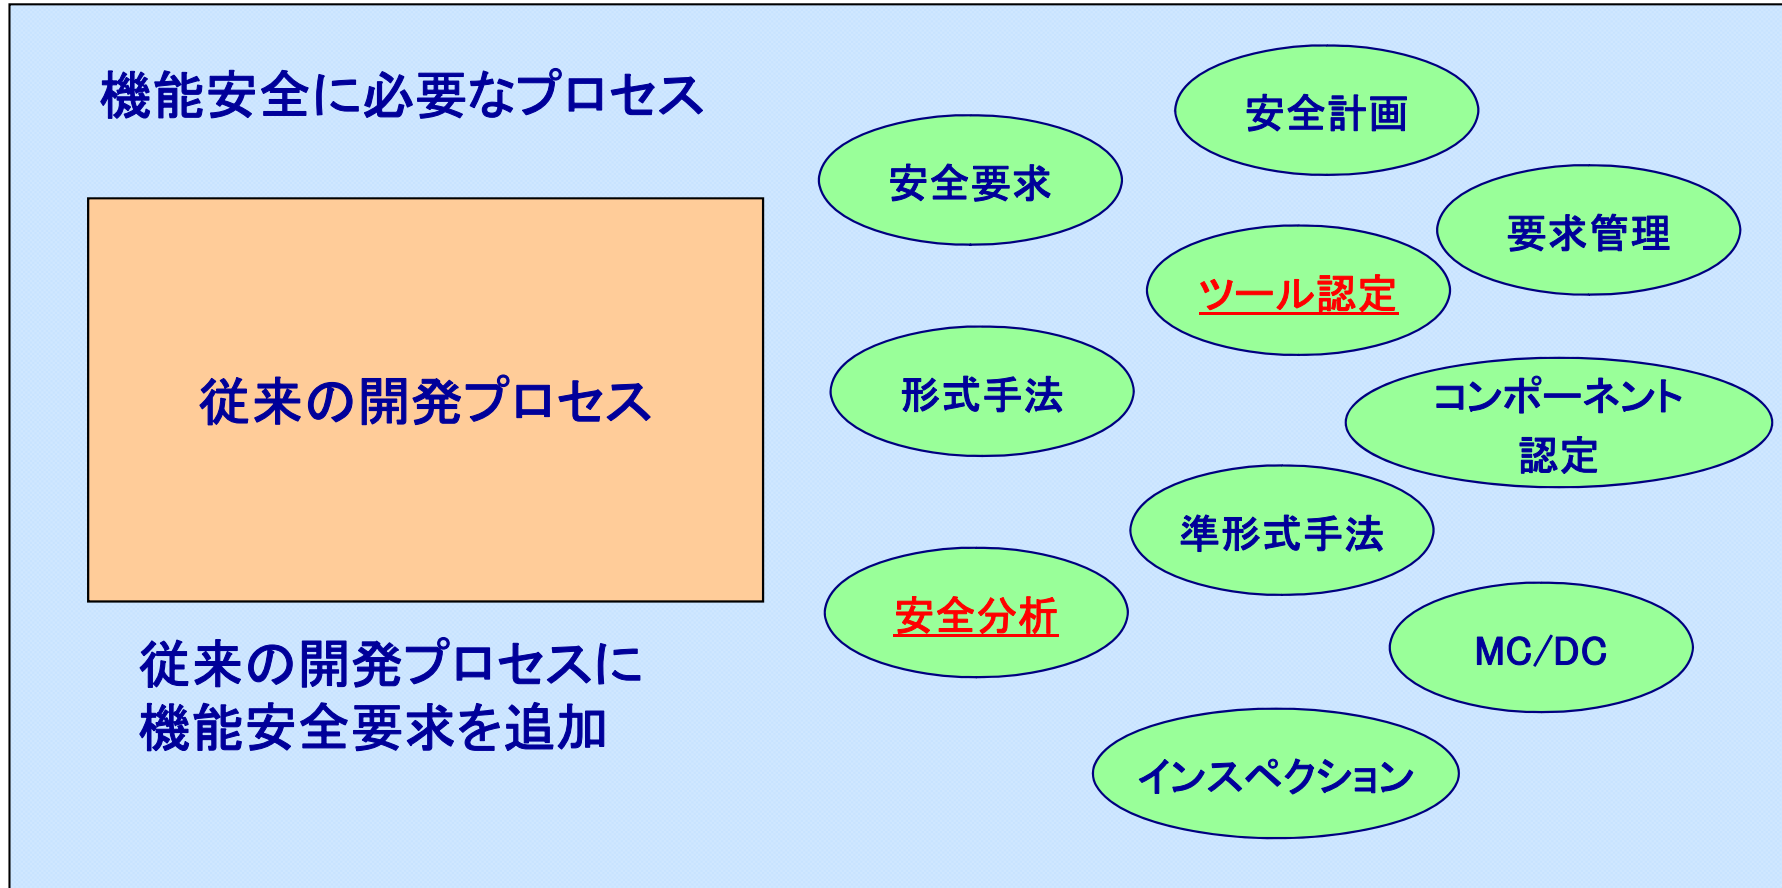 機能安全に必要なプロセス
従来の開発プロセス
従来の開発プロセスに
機能安全要求を追加
安全計画
安全要求
要求管理
ツール認定
形式手法
コンポーネント
認定
準形式手法
安全分析
MC/DC
インスペクション